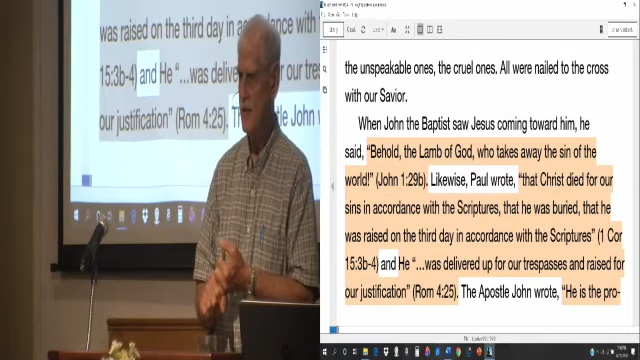 was raised on the third day in accordance with
15:3b-4) and He “...was deliver for our tresp
our justification” (Rom 4:25). The stle John w
the unspeakable ones, the cruel ones. All were nailed to the cross
with our Savior.
When John the Baptist saw Jesus coming toward him, he
said, “Behold, the Lamb of God, who takes away the sin of the
world!” (John 1:29b). Likewise, Paul wrote, “that Christ died for our
sins in accordance with the Scriptures, that he was buried, that he
was raised on the third day in accordance with the Scriptures” (1 Cor
15:3b-4) and He “...was delivered up for our trespasses and raised for
our justification” (Rom 4:25). The Apostle John wrote, “He is the pro-